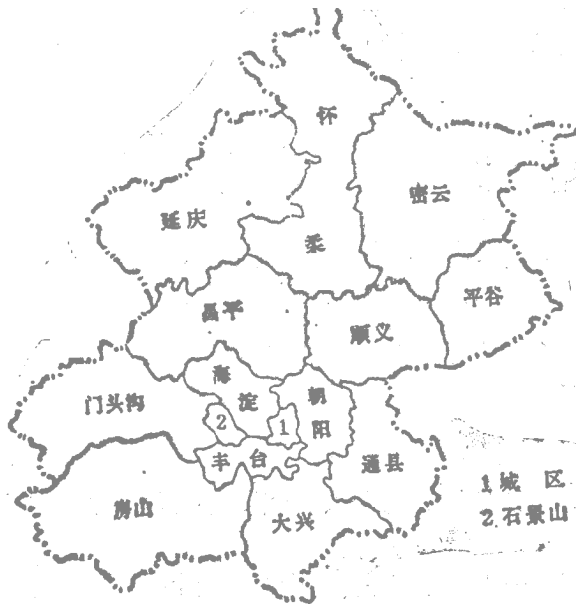 怀
密云
延庆
柔
平谷
昌平
顺义
海
淀
朝
阳
门头沟
2
1
丰台
通县
房山
大兴
1 城 区
2.石景山